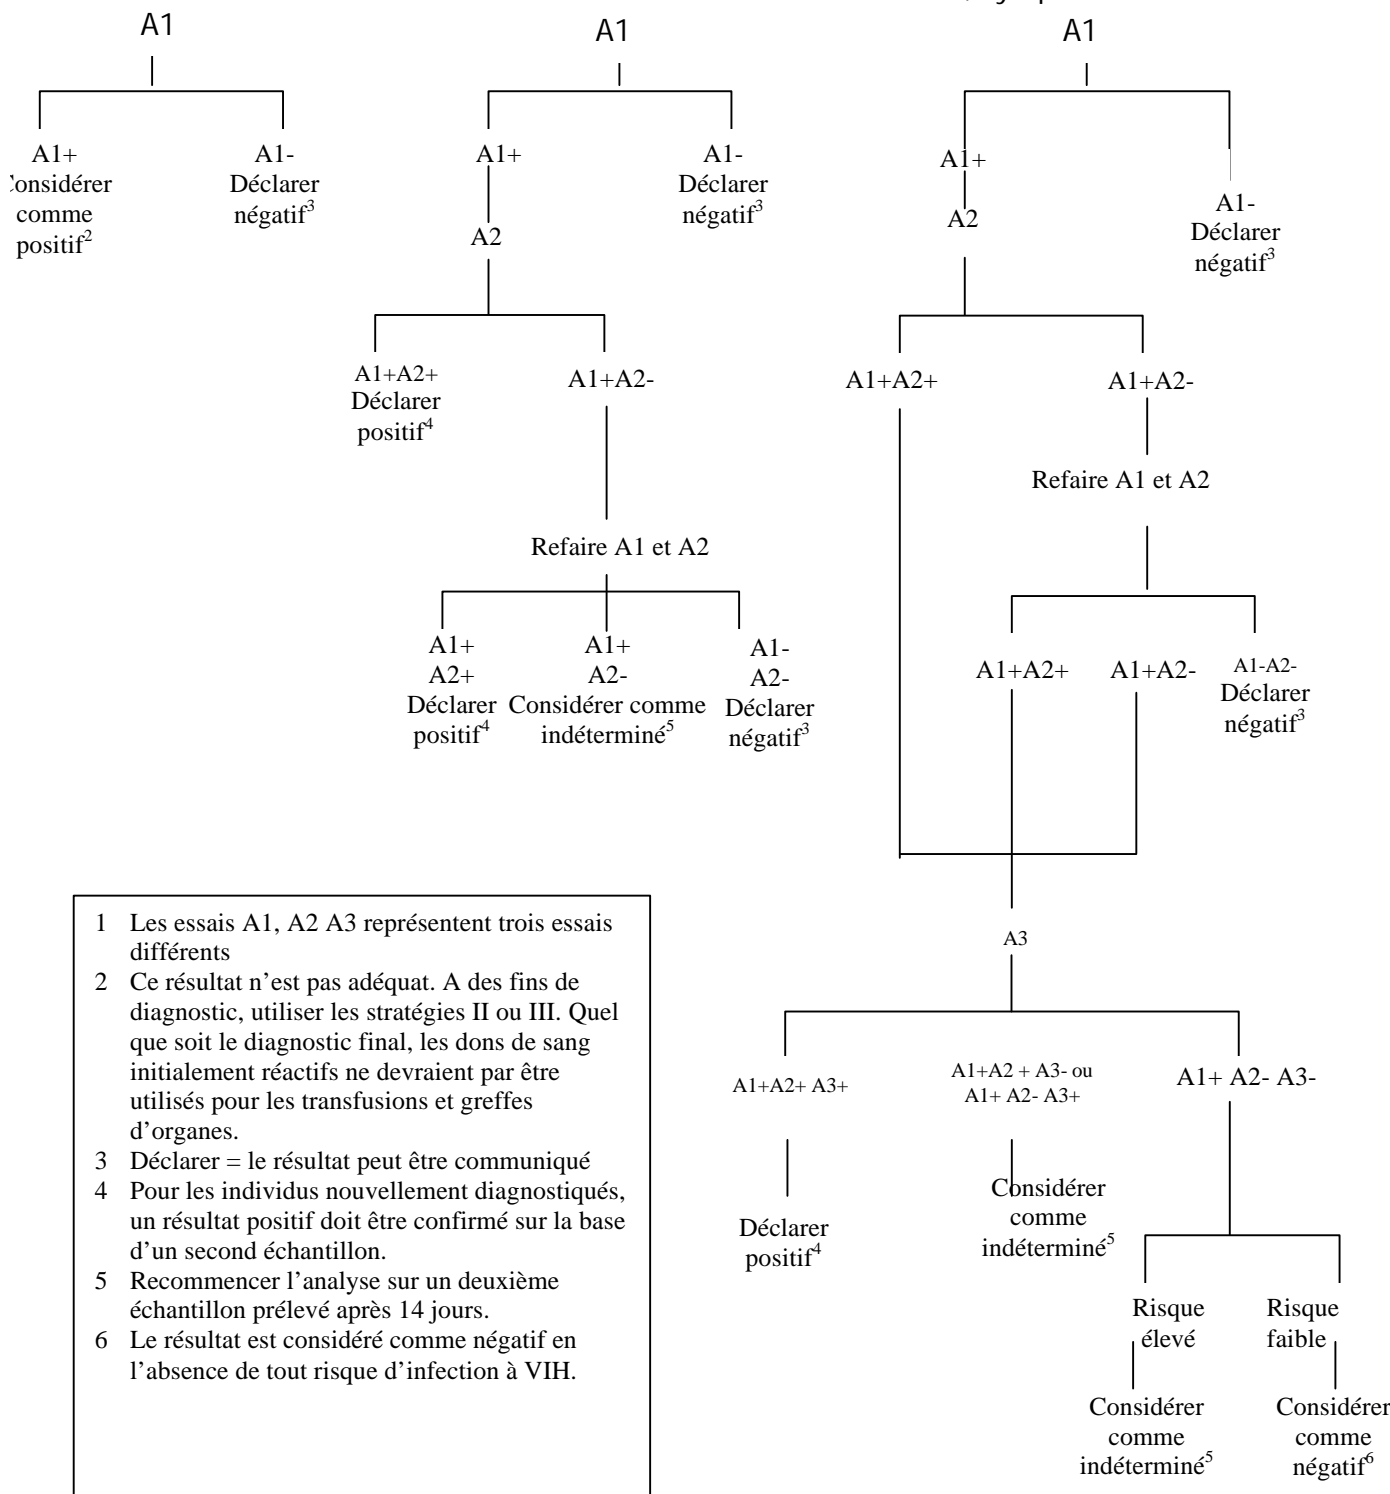 A1
A1+
Considérer
comme
positif2
A1-
Déclarer
négatif3
A1
A1+
A1-
Déclarer
négatif3
A2
A1+A2+
Déclarer
positif4
A1+A2-
Refaire A1 et A2
A1+
A2+
Déclarer
positif4
A1+
A2-
Considérer comme
indéterminé5
A1-
A2-
Déclarer
négatif3
A1
A1+
A2
A1-
Déclarer
négatif3
A1+A2+
A1+A2-
Refaire A1 et A2
A1+A2+
A1+A2-
A1-A2-
Déclarer
négatif3
A3
A1+A2+ A3+
Déclarer
positif4
A1+A2 + A3- ou
A1+ A2- A3+
Considérer
comme
indéterminé5
A1+ A2- A3-
Risque
élevé
Considérer
comme
indéterminé5
Risque
faible
Considérer
comme
négatif6
1 Les essais A1, A2 A3 représentent trois essais
différents
2 Ce résultat n’est pas adéquat. A des fins de
diagnostic, utiliser les stratégies II ou III. Quel
que soit le diagnostic final, les dons de sang
initialement réactifs ne devraient par être
utilisés pour les transfusions et greffes
d’organes.
3 Déclarer = le résultat peut être communiqué
4 Pour les individus nouvellement diagnostiqués,
un résultat positif doit être confirmé sur la base
d’un second échantillon.
5 Recommencer l’analyse sur un deuxième
échantillon prélevé après 14 jours.
6 Le résultat est considéré comme négatif en
l’absence de tout risque d’infection à VIH.